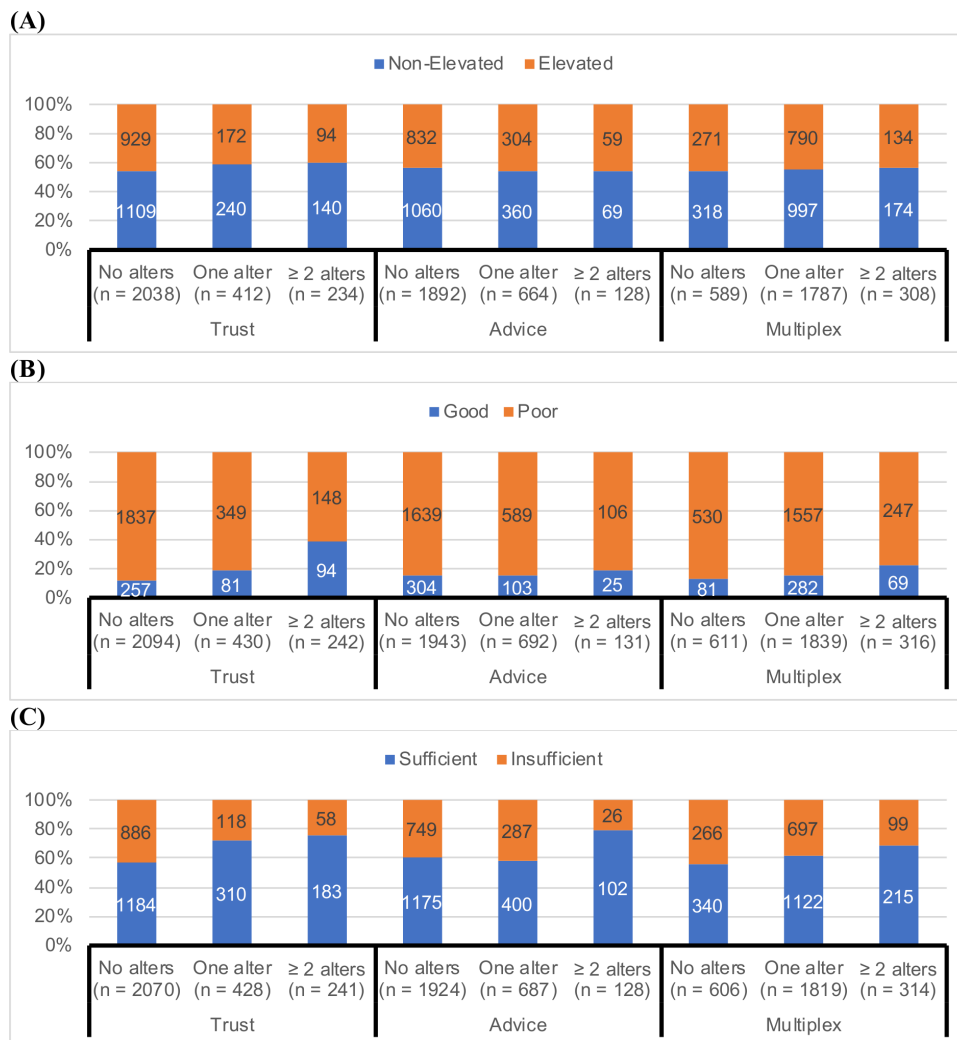 (A)
Non-Elevated Elevated
100%
80%
60%
40%
20%
0%
929 172 94 832 304 59 271 790 134
1109 240 140 1060 360 69 318 997 174
No alters One alter ≥ 2 alters No alters One alter ≥ 2 alters No alters One alter ≥ 2 alters
(n = 2038) (n = 412) (n = 234) (n = 1892) (n = 664) (n = 128) (n = 589) (n = 1787) (n = 308)
Trust Advice Multiplex
(B)
Good Poor
100%
80%
60%
40%
20%
0%
1837 349 148 1639 589 106 530 1557 247
257 81 94 304 103 25 81 282 69
No alters One alter ≥ 2 alters No alters One alter ≥ 2 alters No alters One alter ≥ 2 alters
(n = 2094) (n = 430) (n = 242) (n = 1943) (n = 692) (n = 131) (n = 611) (n = 1839) (n = 316)
Trust Advice Multiplex
(C)
Sufficient Insufficient
100%
80%
60%
40%
20%
0%
886 118 58 749 287 26 266 697 99
1184 310 183 1175 400 102 340 1122 215
No alters One alter ≥ 2 alters No alters One alter ≥ 2 alters No alters One alter ≥ 2 alters
(n = 2070) (n = 428) (n = 241) (n = 1924) (n = 687) (n = 128) (n = 606) (n = 1819) (n = 314)
Trust Advice Multiplex